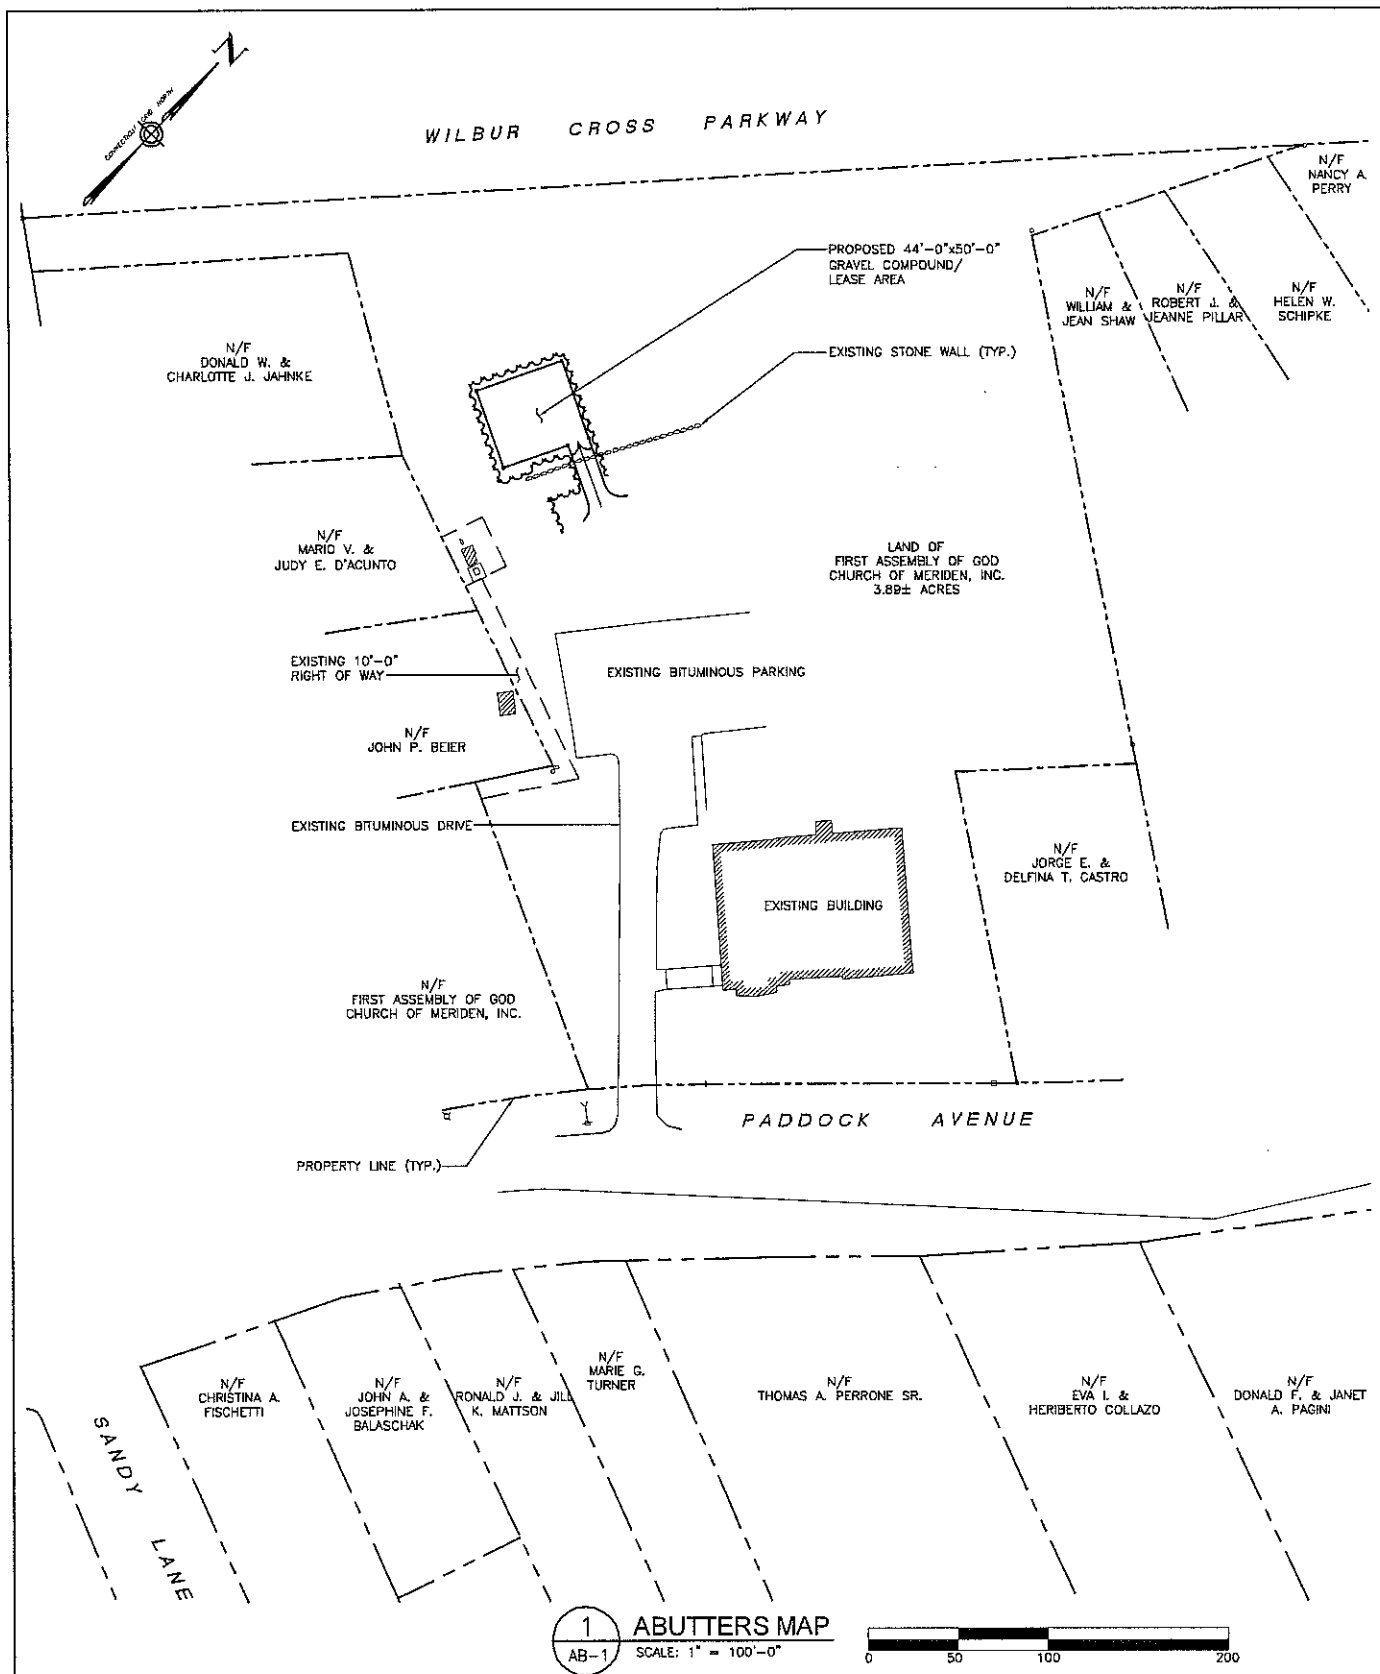 N
CONNECTICUT GRID NORTH
WILBUR CROSS PARKWAY
N/F
NANCY A.
PERRY
PROPOSED 44'-0"x50'-0"
GRAVEL COMPOUND/
LEASE AREA
N/F
WILLIAM &
JEAN SHAW
N/F
ROBERT J. &
JEANNE PILLAR
N/F
HELEN W.
SCHIPKE
N/F
DONALD W. &
CHARLOTTE J. JAHNKE
EXISTING STONE WALL (TYP.)
N/F
MARIO V. &
JUDY E. D'ACUNTO
LAND OF
FIRST ASSEMBLY OF GOD
CHURCH OF MERIDEN, INC.
3.89± ACRES
EXISTING 10'-0"
RIGHT OF WAY
EXISTING BITUMINOUS PARKING
N/F
JOHN P. BEIER
EXISTING BITUMINOUS DRIVE
N/F
JORGE E. &
DELFINA T. CASTRO
EXISTING BUILDING
N/F
FIRST ASSEMBLY OF GOD
CHURCH OF MERIDEN, INC.
PADDOCK AVENUE
PROPERTY LINE (TYP.)
N/F
CHRISTINA A.
FISCHETTI
N/F
JOHN A. &
JOSEPHINE F.
BALASCHAK
N/F
RONALD J. & JILL
K. MATTSON
N/F
MARIE G.
TURNER
N/F
THOMAS A. PERRONE SR.
N/F
EVA I. &
HERIBERTO COLLAZO
N/F
DONALD F. & JANET
A. PAGINI
SANDY LANE
1
AB-1
ABUTTERS MAP
SCALE: 1" = 100'-0"
0 50 100 200